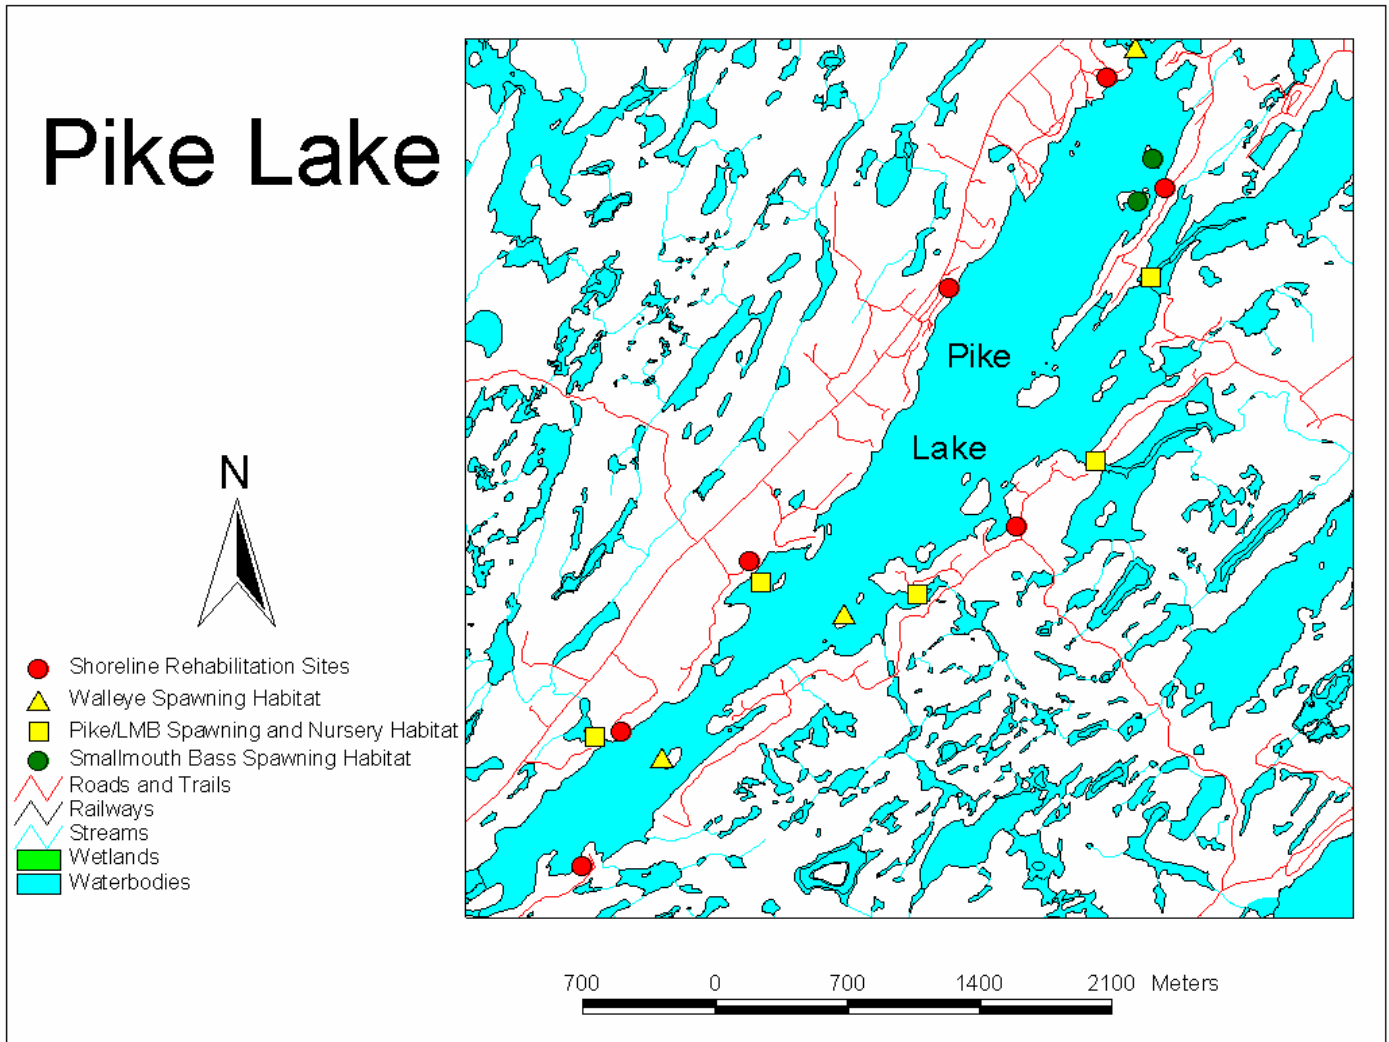 Pike Lake
Pike
Lake
N
Shoreline Rehabilitation Sites
Walleye Spawning Habitat
Pike/LMB Spawning and Nursery Habitat
Smallmouth Bass Spawning Habitat
Roads and Trails
Railways
Streams
Wetlands
Waterbodies
700 0 700 1400 2100 Meters